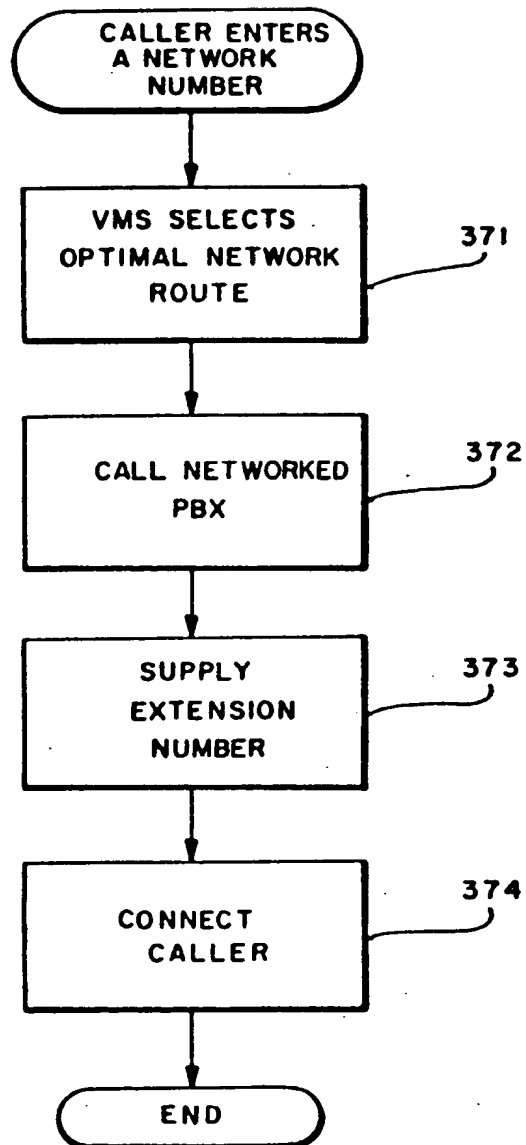 CALLER ENTERS
A NETWORK
NUMBER
VMS SELECTS
OPTIMAL NETWORK
ROUTE
371
CALL NETWORKED
PBX
372
SUPPLY
EXTENSION
NUMBER
373
CONNECT
CALLER
374
END